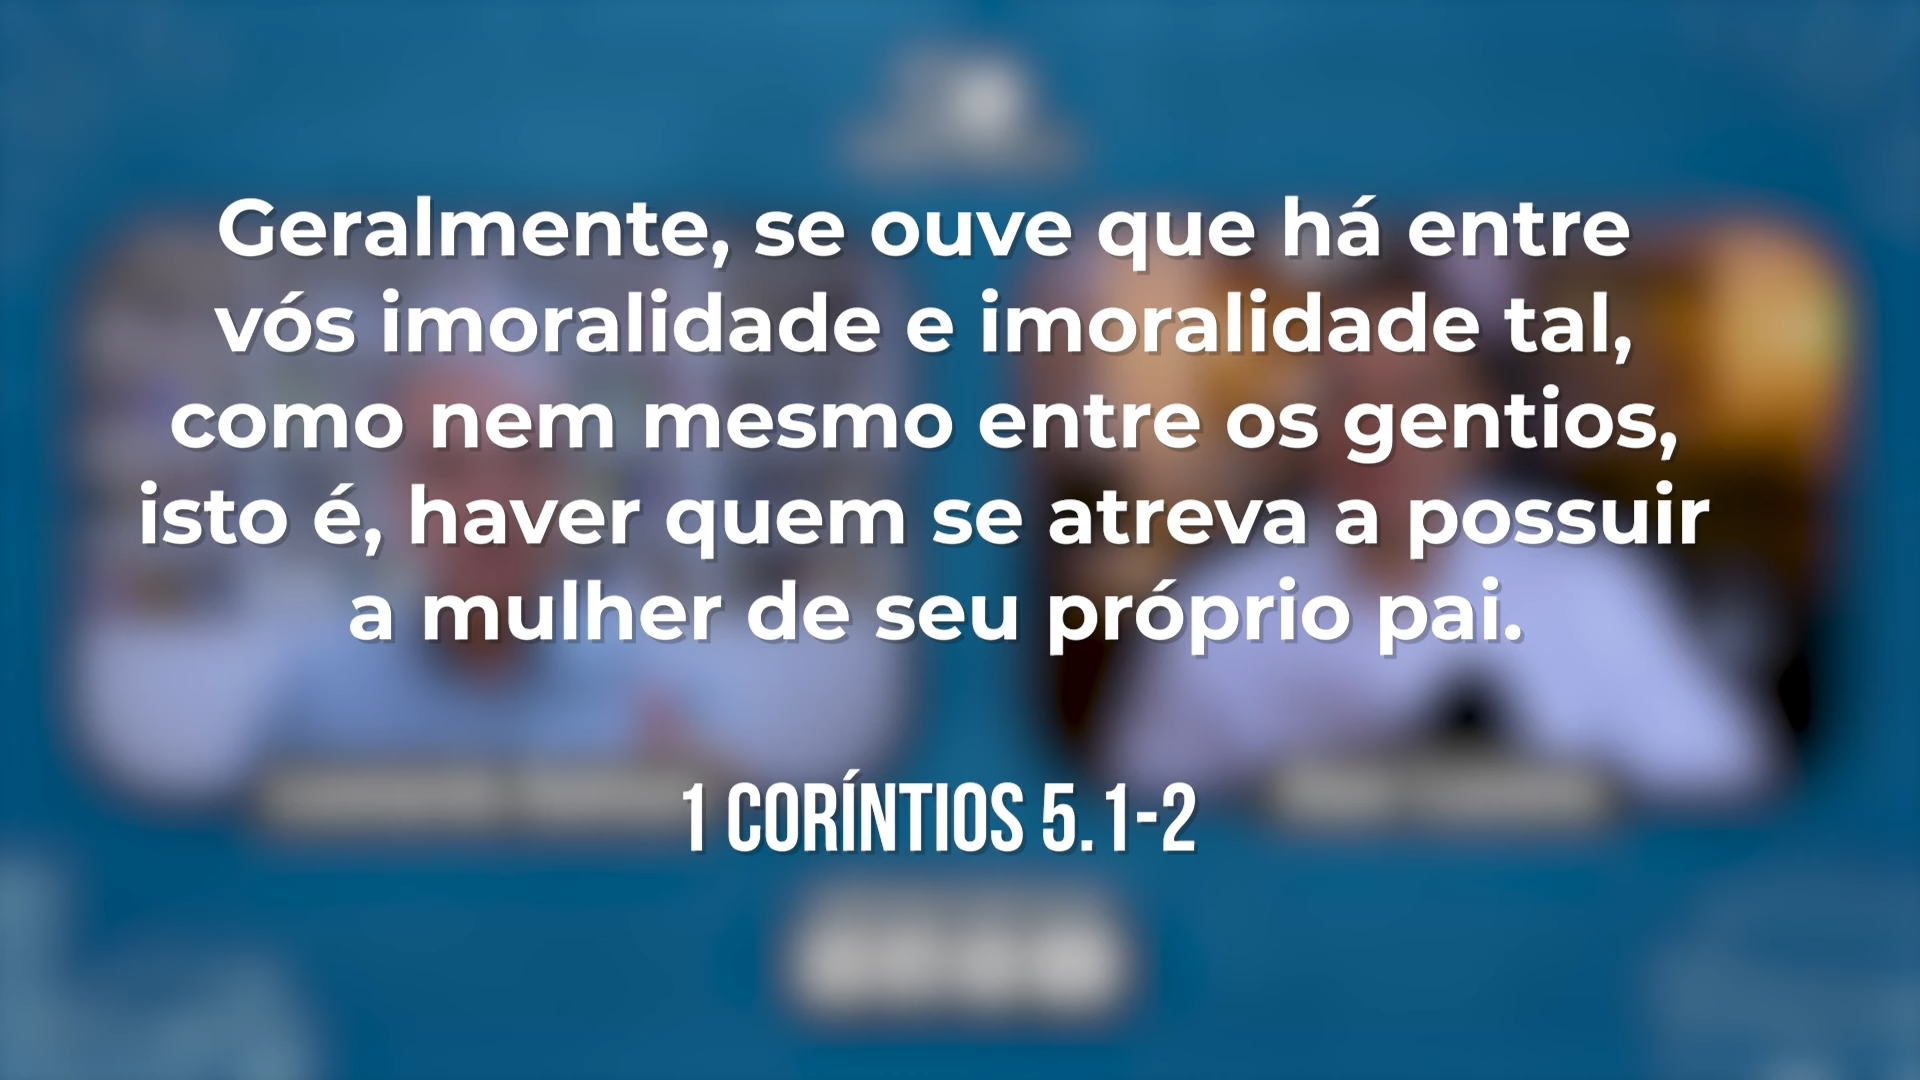 Geralmente, se ouve que há entre
vós imoralidade e imoralidade tal,
como nem mesmo entre os gentios,
isto é, haver quem se atreva a possuir
a mulher de seu próprio pai.
1 CORÍNTIOS 5.1-2